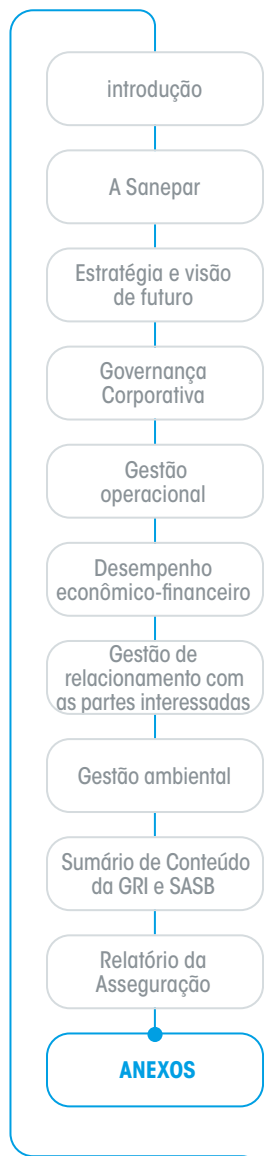 introdução
A Sanepar
Estratégia e visão
de futuro
Governança
Corporativa
Gestão
operacional
Desempenho
econômico-financeiro
Gestão de
relacionamento com
as partes interessadas
Gestão ambiental
Sumário de Conteúdo
da GRI e SASB
Relatório da
Asseguração
ANEXOS